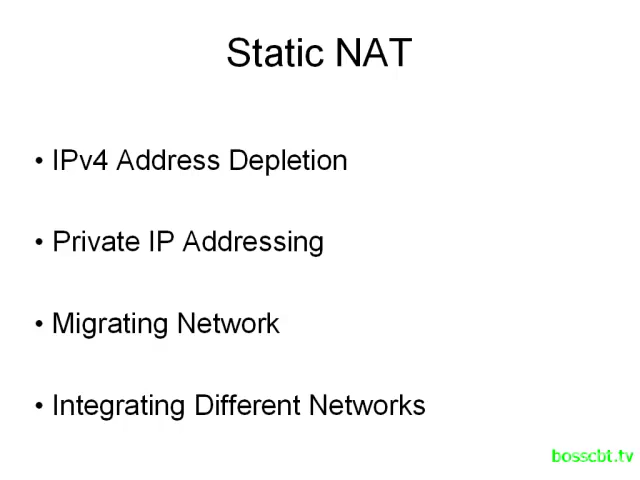 Static NAT
• IPv4 Address Depletion
• Private IP Addressing
• Migrating Network
• Integrating Different Networks
bosscbt.tv